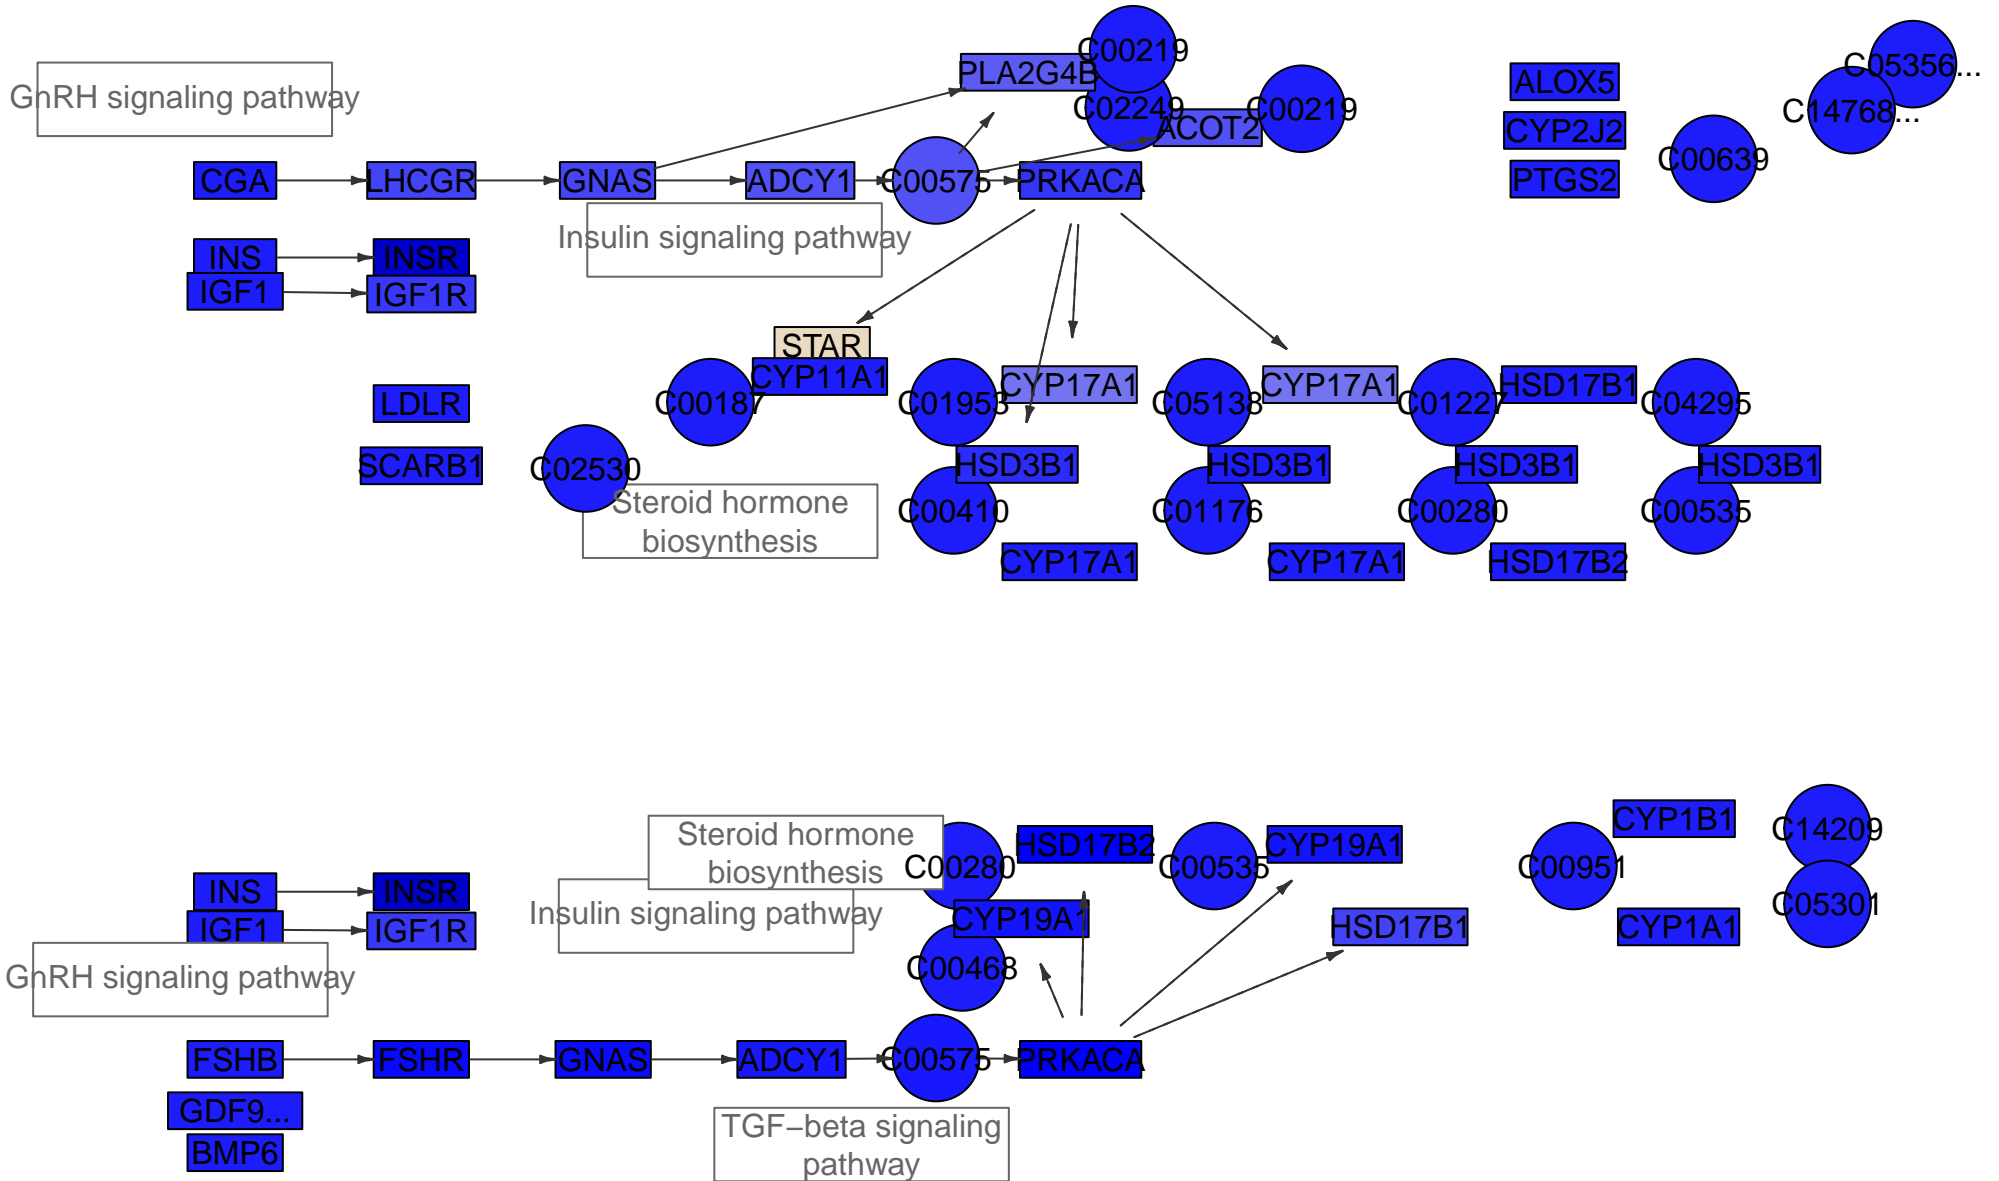 C00219
C05356...
PLA2G4B
ALOX5
GnRH signaling pathway
C02249
C00219
C14768...
ACOT2
CYP2J2
C00639
CGA
LHCGR
GNAS
ADCY1
C00575
PRKACA
PTGS2
Insulin signaling pathway
INS
INSR
IGF1
IGF1R
STAR
CYP11A1
CYP17A1
CYP17A1
HSD17B1
LDLR
C00187
C01953
C05138
C01227
C04295
SCARB1
C02530
HSD3B1
HSD3B1
HSD3B1
HSD3B1
Steroid hormone
biosynthesis
C00410
C01176
C00280
C00535
CYP17A1
CYP17A1
HSD17B2
Steroid hormone
biosynthesis
HSD17B2
CYP19A1
CYP1B1
C14209
C00280
C00535
C00951
INS
INSR
Insulin signaling pathway
CYP19A1
HSD17B1
CYP1A1
C05301
IGF1
IGF1R
GnRH signaling pathway
C00468
FSHB
FSHR
GNAS
ADCY1
C00575
PRKACA
GDF9...
BMP6
TGF−beta signaling
pathway